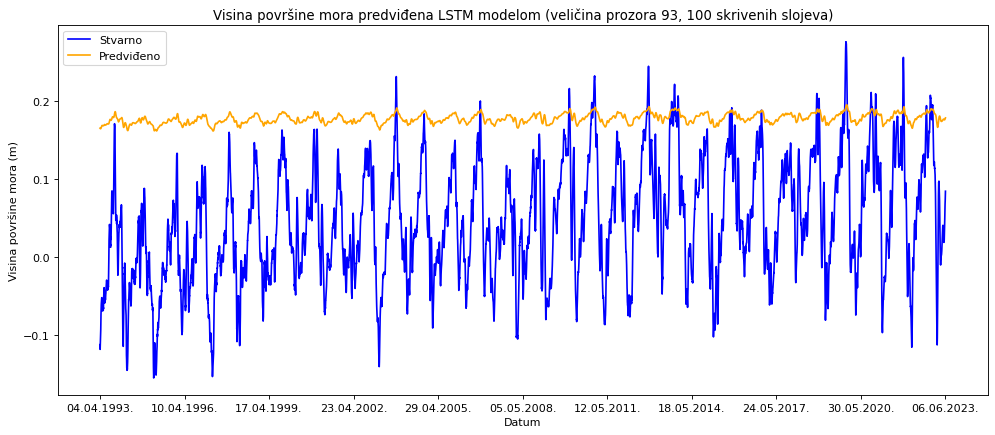 Visina površine mora predviđena LSTM modelom (veličina prozora 93, 100 skrivenih slojeva)
Stvarno
Predviđeno
Visina površine mora (m)
0.2
0.1
0.0
−0.1
04.04.1993. 10.04.1996. 17.04.1999. 23.04.2002. 29.04.2005. 05.05.2008. 12.05.2011. 18.05.2014. 24.05.2017. 30.05.2020. 06.06.2023.
Datum